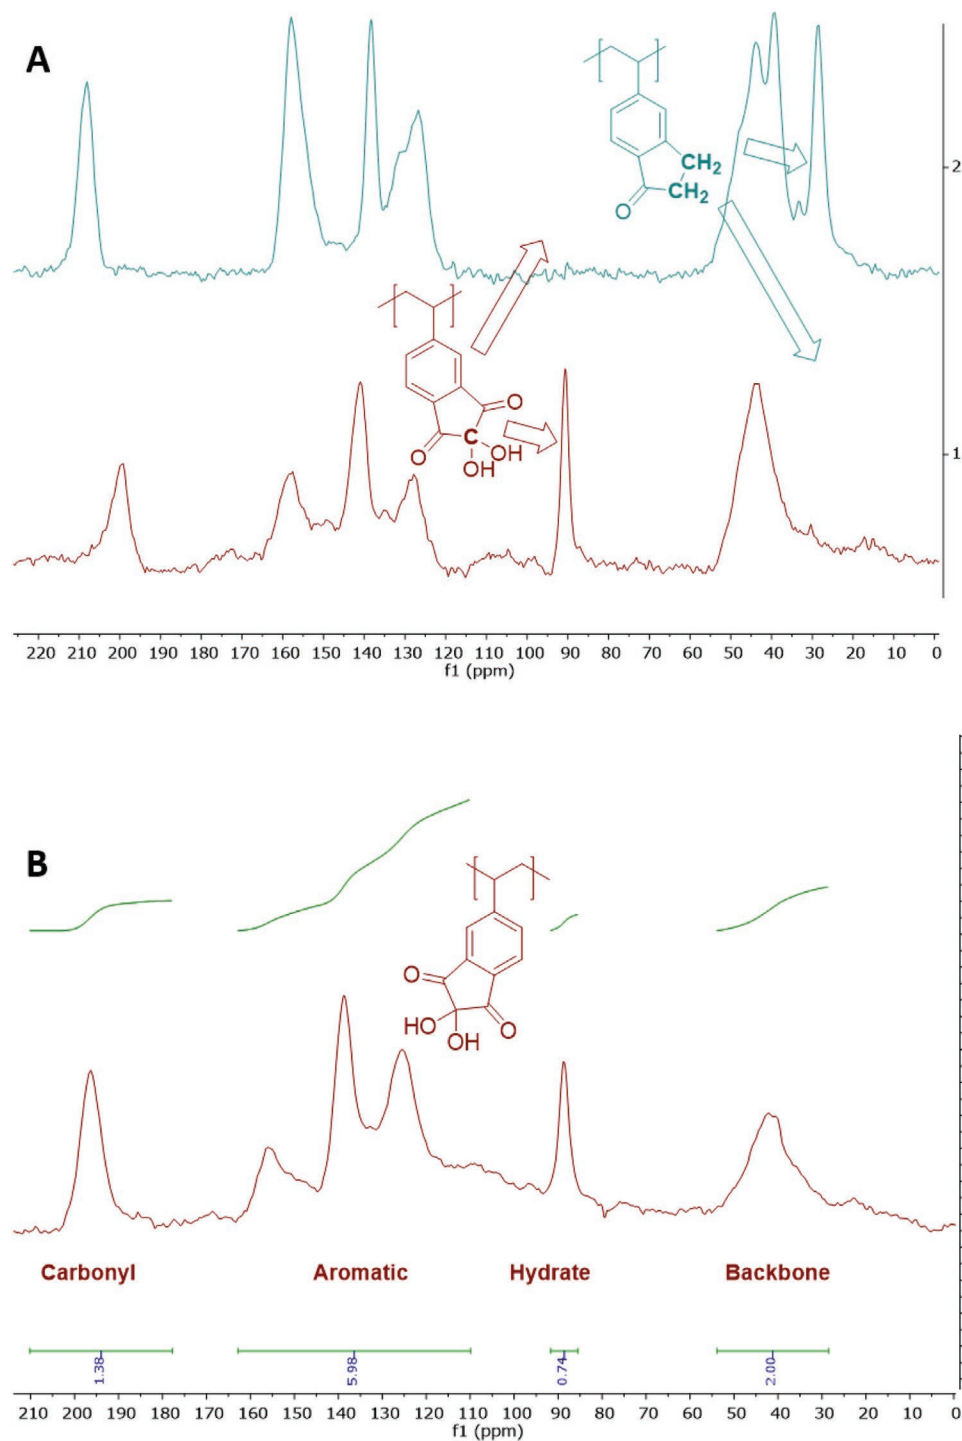 A
CH2
CH2
O
2
O
O
C
OH
OH
1
220 210 200 190 180 170 160 150 140 130 120 110 100 90 80 70 60 50 40 30 20 10 0
f1 (ppm)
B
O
HO
OH
O
Carbonyl Aromatic Hydrate Backbone
1.38 5.98 0.74 2.00
210 200 190 180 170 160 150 140 130 120 110 100 90 80 70 60 50 40 30 20 10 0
f1 (ppm)